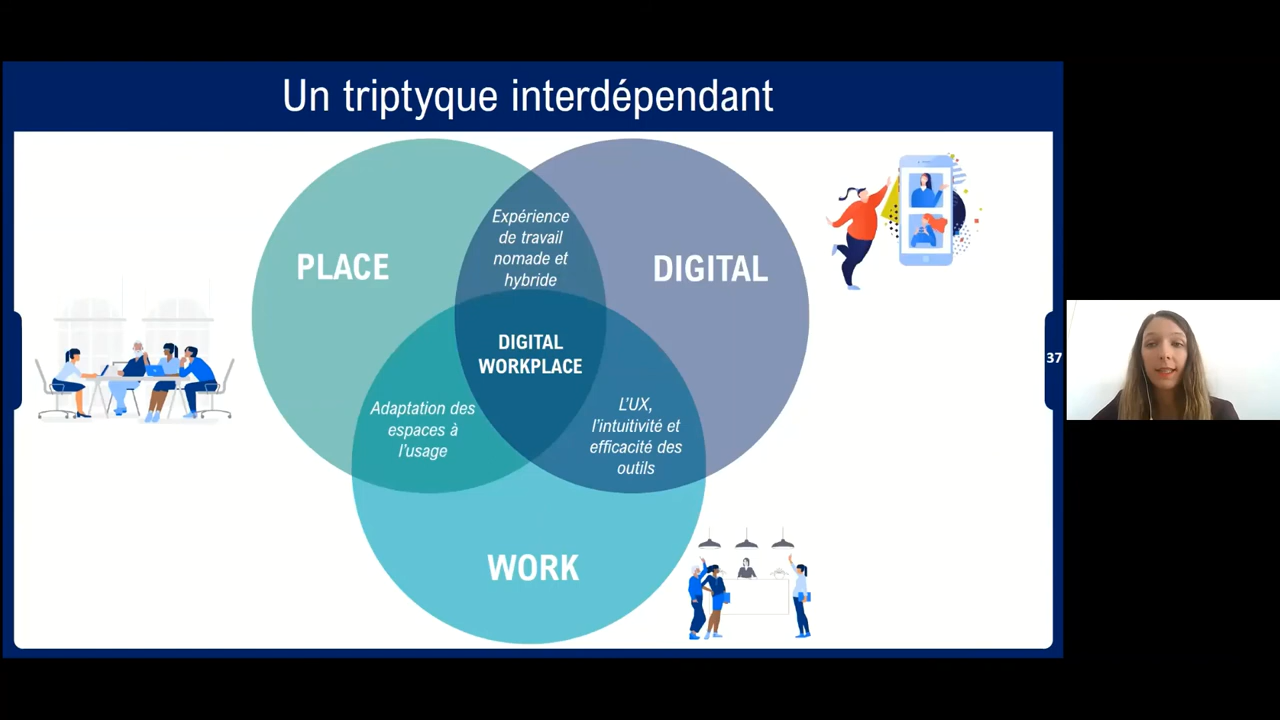 Un triptyque interdépendant
PLACE
Expérience
de travail
nomade et
hybride
DIGITAL
DIGITAL
WORKPLACE
Adaptation des
espaces à
l'usage
L'UX,
l'intuitivité et
efficacité des
outils
WORK
37